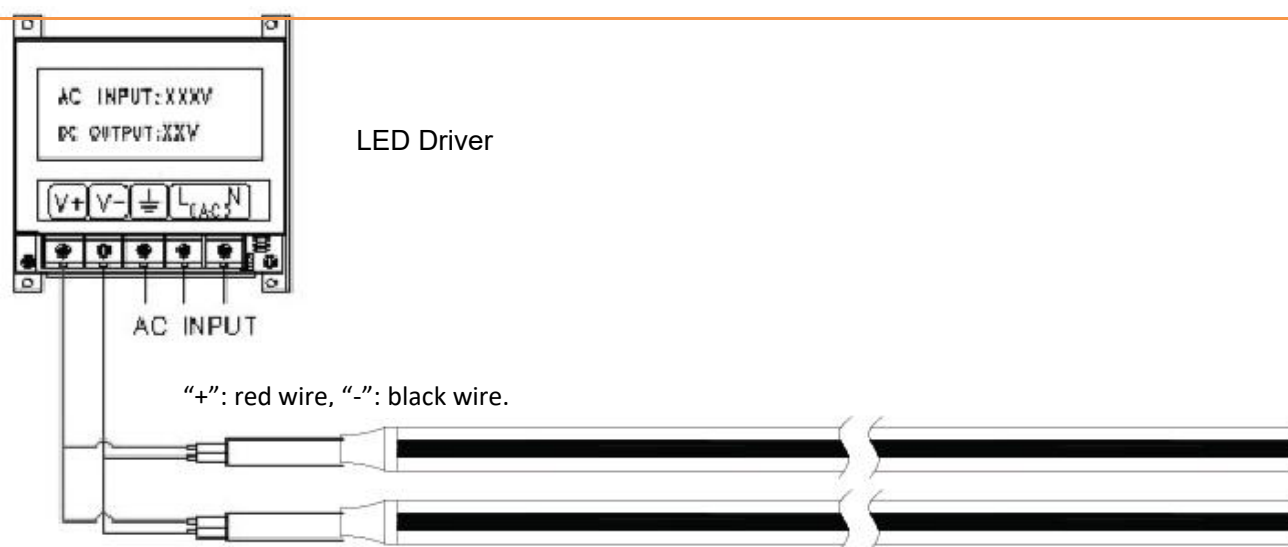 AC INPUT:XXXV
DC OUTPUT:XXV
LED Driver
V+ V- L(AC)N
AC INPUT
“+”: red wire, “-”: black wire.